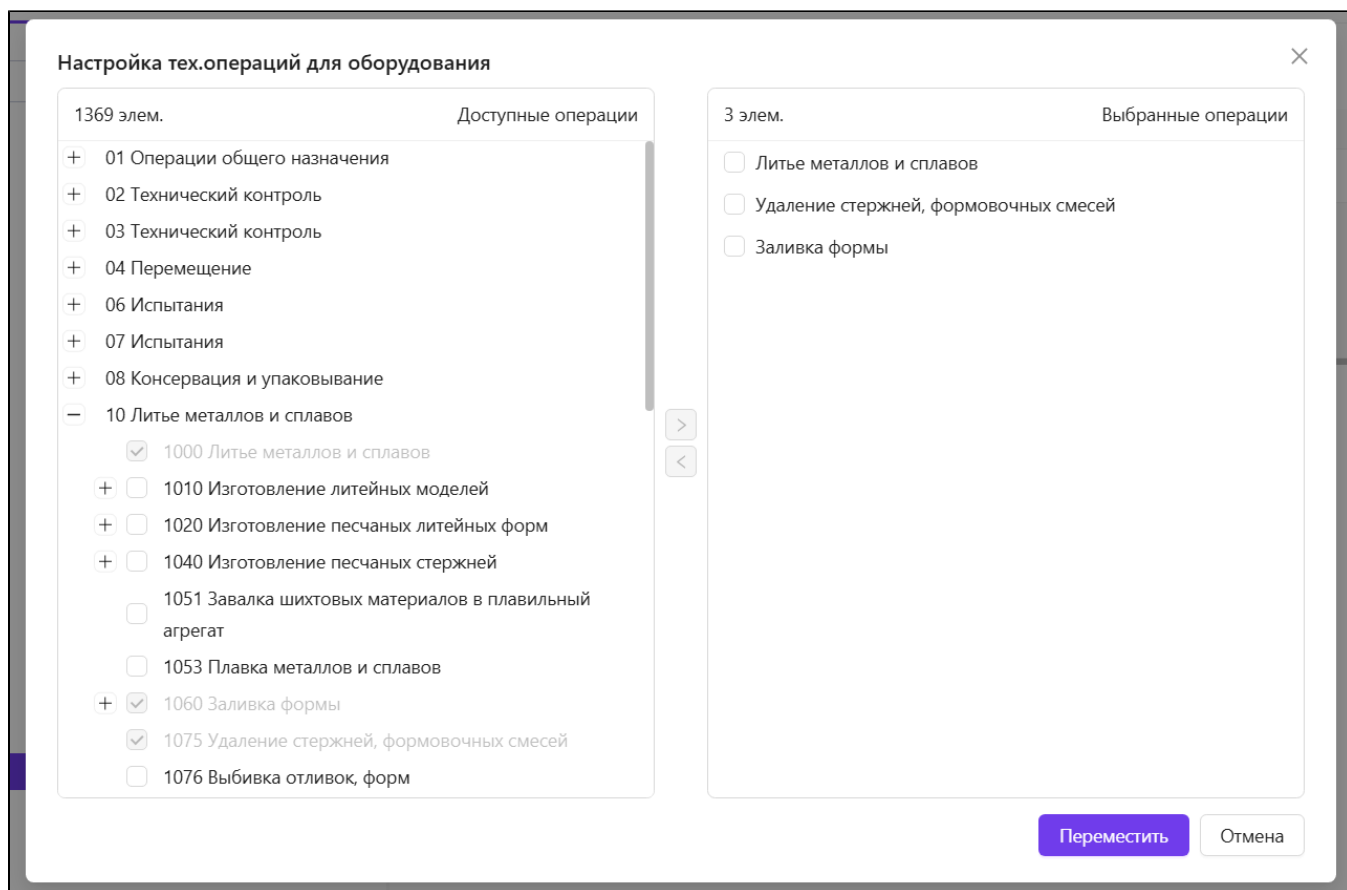 Настройка тех.операций для оборудования
1369 элем. Доступные операции
01 Операции общего назначения
02 Технический контроль
03 Технический контроль
04 Перемещение
06 Испытания
07 Испытания
08 Консервация и упаковывание
10 Литье металлов и сплавов
1000 Литье металлов и сплавов
1010 Изготовление литейных моделей
1020 Изготовление песчаных литейных форм
1040 Изготовление песчаных стержней
1051 Завалка шихтовых материалов в плавильный
агрегат
1053 Плавка металлов и сплавов
1060 Заливка формы
1075 Удаление стержней, формовочных смесей
1076 Выбивка отливок, форм
3 элем. Выбранные операции
Литье металлов и сплавов
Удаление стержней, формовочных смесей
Заливка формы
Переместить Отмена